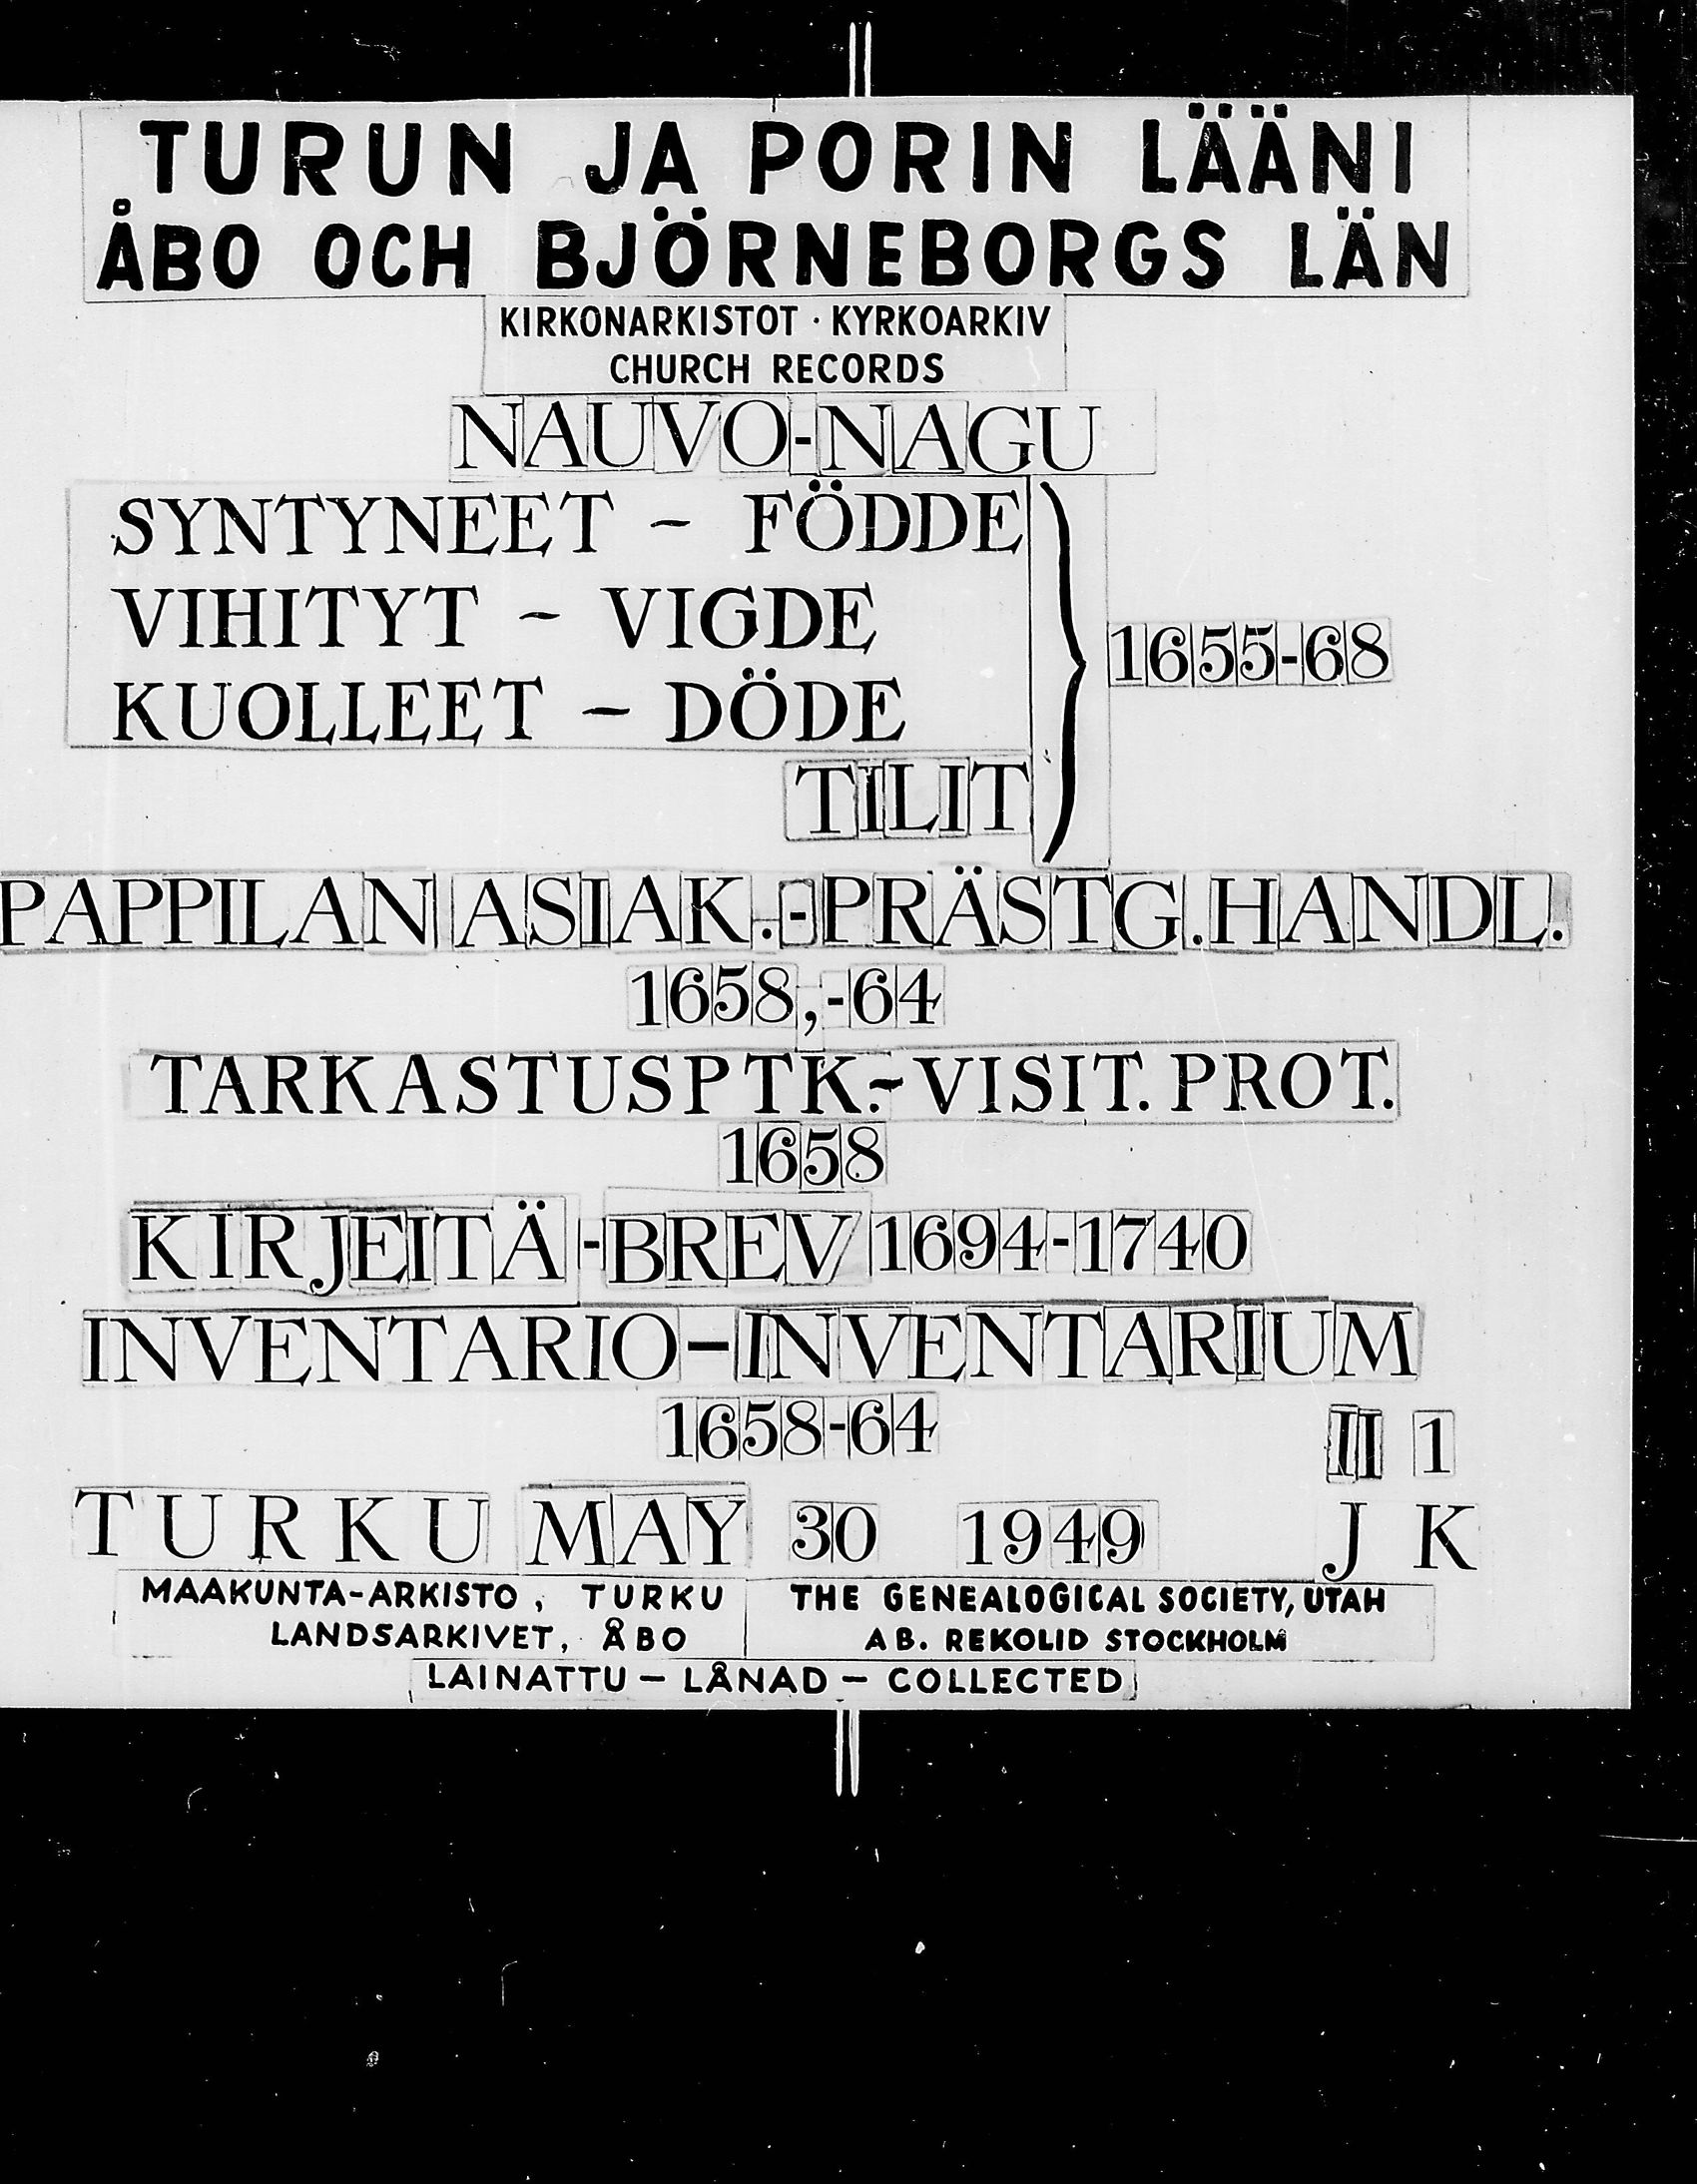 TURUN JA PORIN LÄÄNI
ÅBO OCH BJÖRNEBORGS LÄN
KIRKONARKISTOT · KYRKOARKIV
CHURCH RECORDS
NAUVO-NAGU
SYNTYNEET - FÖDDE
VIHITYT - VIGDE
KUOLLEET - DÖDE
1655-68
TILIT
PAPPILAN ASIAK.-PRÄSTG.HANDL.
1658,-64
TARKASTUSPTK.-VISIT. PROT.
1658
KIRJEITÄ-BREV 1694-1740
INVENTARIO-INVENTARIUM
1658-64
II 1
TURKU MAY 30 1949 J K
MAAKUNTA-ARKISTO, TURKU
LANDSARKIVET, ÅBO
THE GENEALOGICAL SOCIETY, UTAH
AB. REKOLID STOCKHOLM
LAINATTU - LÅNAD - COLLECTED